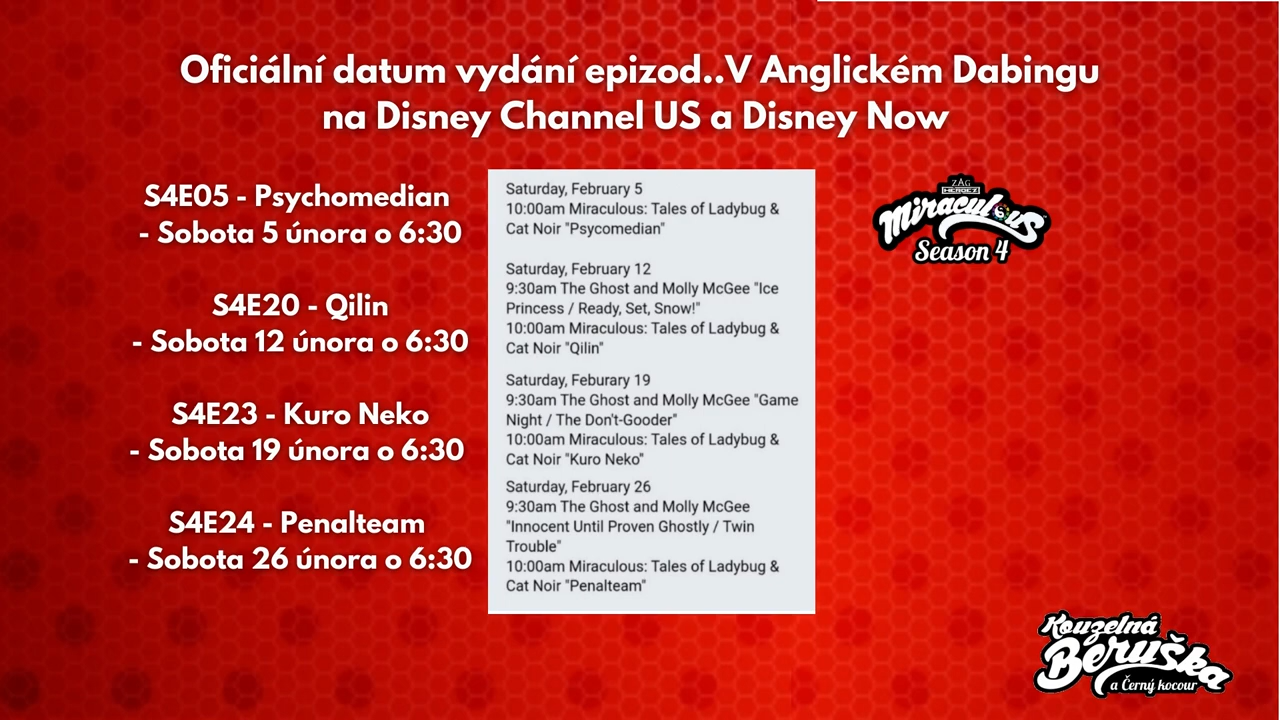 Oficiální datum vydání epizod..V Anglickém Dabingu
na Disney Channel US a Disney Now
S4E05 - Psychomedian
- Sobota 5 února o 6:30
S4E20 - Qilin
- Sobota 12 února o 6:30
S4E23 - Kuro Neko
- Sobota 19 února o 6:30
S4E24 - Penalteam
- Sobota 26 února o 6:30
Saturday, February 5
10:00am Miraculous: Tales of Ladybug &
Cat Noir "Psycomedian"
Saturday, February 12
9:30am The Ghost and Molly McGee "Ice
Princess / Ready, Set, Snow!"
10:00am Miraculous: Tales of Ladybug &
Cat Noir "Qilin"
Saturday, Feburary 19
9:30am The Ghost and Molly McGee "Game
Night / The Don't-Gooder"
10:00am Miraculous: Tales of Ladybug &
Cat Noir "Kuro Neko"
Saturday, February 26
9:30am The Ghost and Molly McGee
"Innocent Until Proven Ghostly / Twin
Trouble"
10:00am Miraculous: Tales of Ladybug &
Cat Noir "Penalteam"
ZAG
HEROEZ
Miraculous
Season 4
Kouzelná
Beruška
a Černý kocour